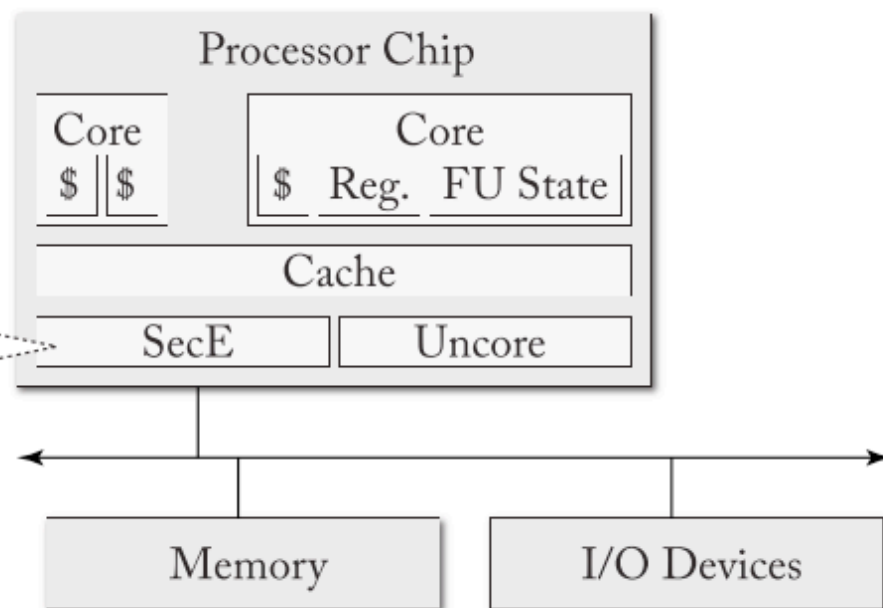 Processor Chip
Core Core
$ $ $ Reg. FU State
Cache
SecE Uncore
Memory I/O Devices